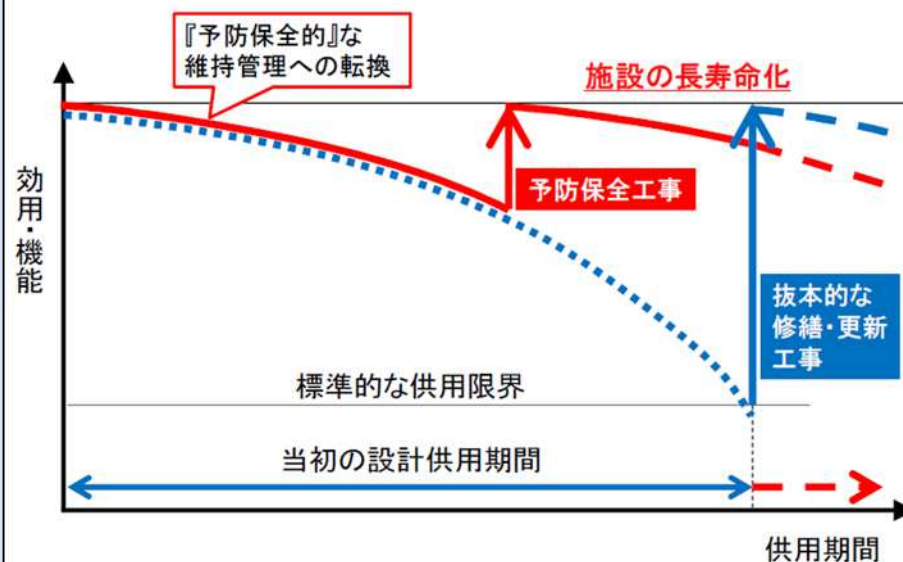 『予防保全的』な
維持管理への転換
施設の長寿命化
効用・機能
予防保全工事
抜本的な
修繕・更新
工事
標準的な供用限界
当初の設計供用期間
供用期間